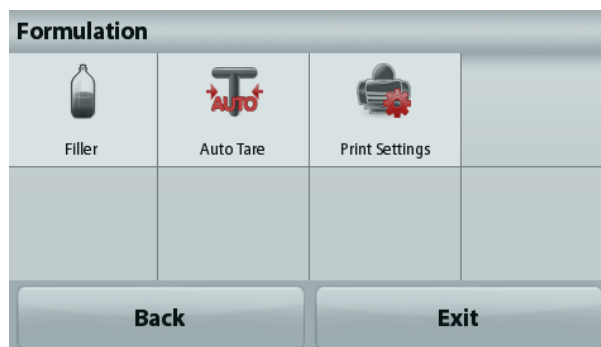 Formulation
AUTO
Filler
Auto Tare
Print Settings
Back
Exit